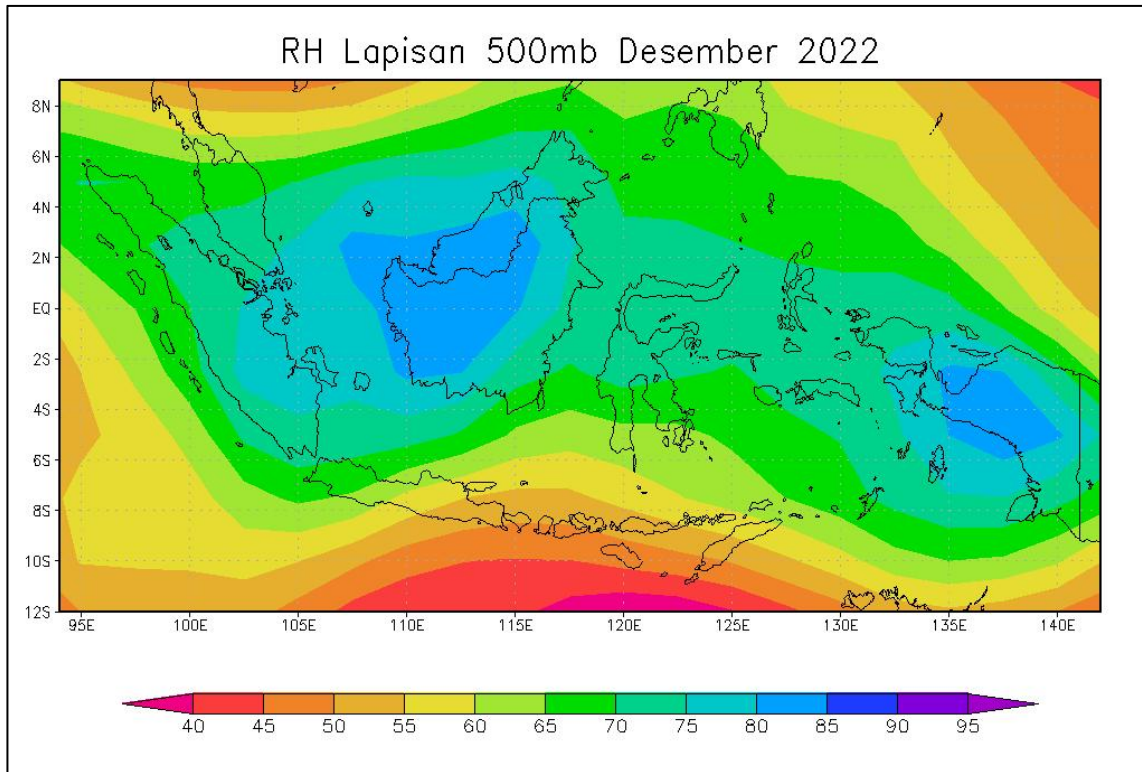 RH Lapisan 500mb Desember 2022
8N
6N
4N
2N
EQ
2S
4S
6S
8S
10S
12S
95E 100E 105E 110E 115E 120E 125E 130E 135E 140E
40 45 50 55 60 65 70 75 80 85 90 95